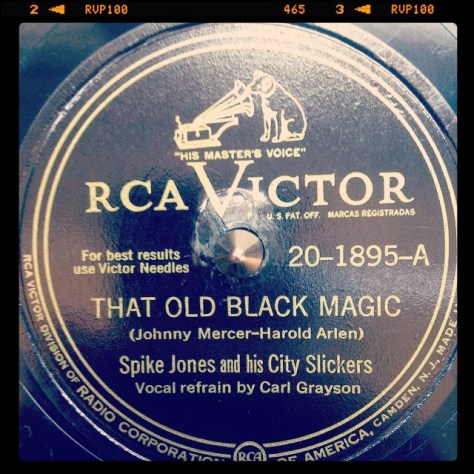 2 RVP100 465 3 RVP100
"HIS MASTER'S VOICE"
RCA VICTOR
U.S. PAT. OFF. MARCAS REGISTRADAS
For best results
use Victor Needles
20-1895-A
THAT OLD BLACK MAGIC
(Johnny Mercer-Harold Arlen)
Spike Jones and his City Slickers
Vocal refrain by Carl Grayson
RCA VICTOR DIVISION OF RADIO CORPORATION OF AMERICA, CAMDEN, N.J., MADE
RCA